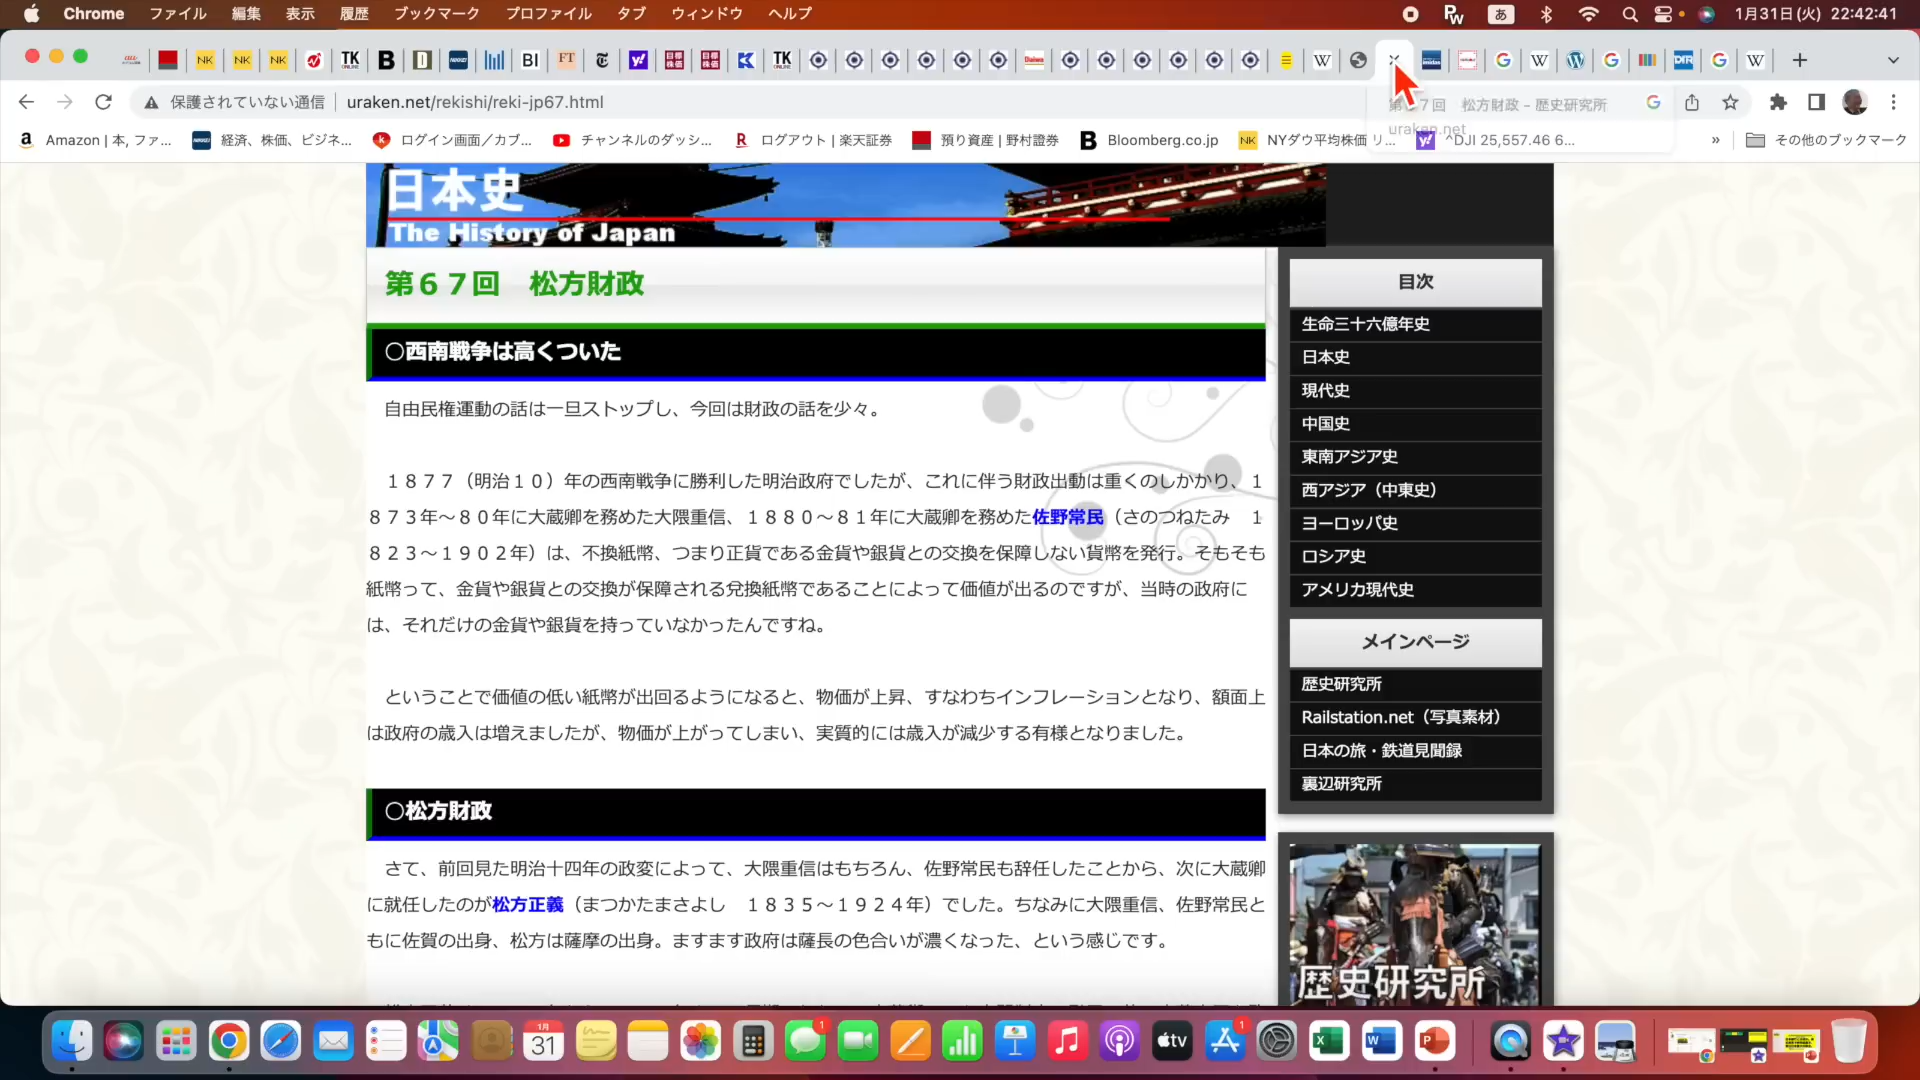 Chrome ファイル 編集 表示 履歴 ブックマーク プロファイル タブ ウィンドウ ヘルプ あ 1月31日(火) 22:42:41
保護されていない通信 uraken.net/rekishi/reki-jp67.html
第67回 松方財政 – 歴史研究所
uraken.net
Amazon | 本, ファ... 経済、株価、ビジネ... ログイン画面／カブ... チャンネルのダッシ... ログアウト | 楽天証券 預り資産 | 野村證券 Bloomberg.co.jp NYダウ平均株価 リ... ^DJI 25,557.46 6... » その他のブックマーク
日本史
The History of Japan
第６７回　松方財政
○西南戦争は高くついた
自由民権運動の話は一旦ストップし、今回は財政の話を少々。
１８７７（明治１０）年の西南戦争に勝利した明治政府でしたが、これに伴う財政出動は重くのしかかり、１
８７３年～８０年に大蔵卿を務めた大隈重信、１８８０～８１年に大蔵卿を務めた佐野常民（さのつねたみ　１
８２３～１９０２年）は、不換紙幣、つまり正貨である金貨や銀貨との交換を保障しない貨幣を発行。そもそも
紙幣って、金貨や銀貨との交換が保障される兌換紙幣であることによって価値が出るのですが、当時の政府に
は、それだけの金貨や銀貨を持っていなかったんですね。
ということで価値の低い紙幣が出回るようになると、物価が上昇、すなわちインフレーションとなり、額面上
は政府の歳入は増えましたが、物価が上がってしまい、実質的には歳入が減少する有様となりました。
○松方財政
さて、前回見た明治十四年の政変によって、大隈重信はもちろん、佐野常民も辞任したことから、次に大蔵卿
に就任したのが松方正義（まつかたまさよし　１８３５～１９２４年）でした。ちなみに大隈重信、佐野常民と
もに佐賀の出身、松方は薩摩の出身。ますます政府は薩長の色合いが濃くなった、という感じです。
目次
生命三十六億年史
日本史
現代史
中国史
東南アジア史
西アジア（中東史）
ヨーロッパ史
ロシア史
アメリカ現代史
メインページ
歴史研究所
Railstation.net（写真素材）
日本の旅・鉄道見聞録
裏辺研究所
歴史研究所